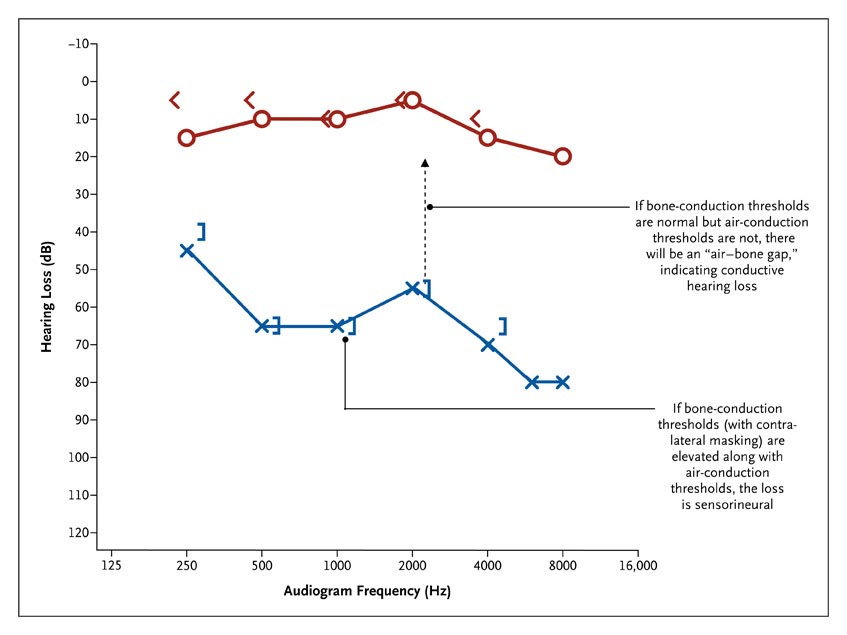 −10
0
10
20
30
40
50
60
70
80
90
100
110
120
Hearing Loss (dB)
125
250
500
1000
2000
4000
8000
16,000
Audiogram Frequency (Hz)
If bone-conduction thresholds
are normal but air-conduction
thresholds are not, there
will be an “air–bone gap,”
indicating conductive
hearing loss
If bone-conduction
thresholds (with contra-
lateral masking) are
elevated along with
air-conduction
thresholds, the loss
is sensorineural